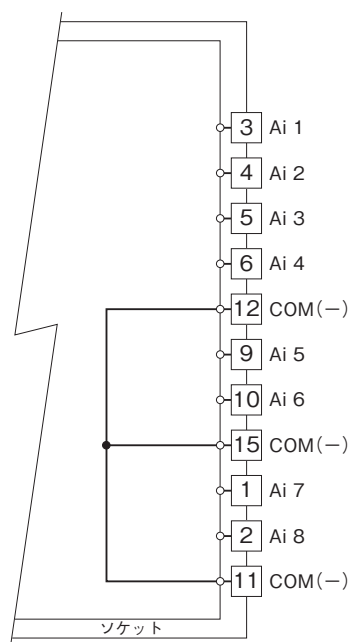 3 Ai 1
4 Ai 2
5 Ai 3
6 Ai 4
12 COM(−)
9 Ai 5
10 Ai 6
15 COM(−)
1 Ai 7
2 Ai 8
11 COM(−)
ソケット